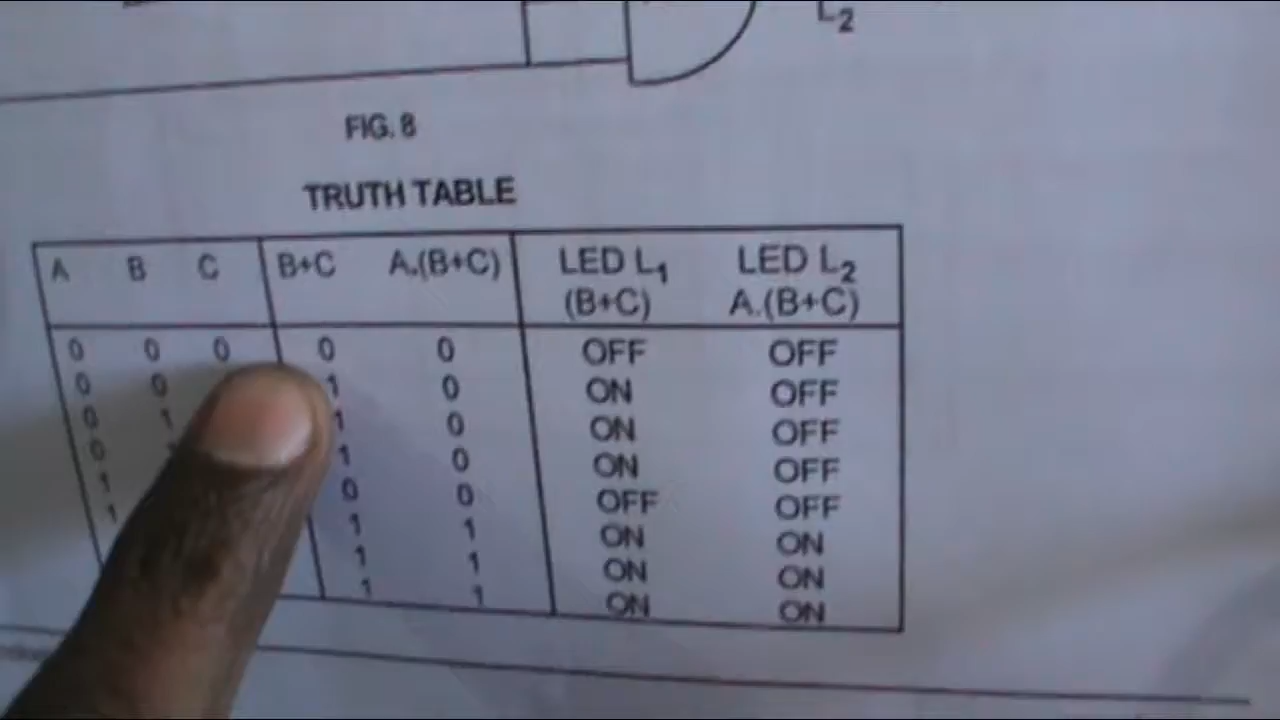 L2
FIG. 8
TRUTH TABLE
A B C B+C A.(B+C) LED L1 (B+C) LED L2 A.(B+C)
0 0 0 0 0 OFF OFF
0 0 1 0 ON OFF
0 1 1 0 ON OFF
0 1 0 ON OFF
1 0 0 OFF OFF
1 1 1 ON ON
1 1 ON ON
1 1 ON ON